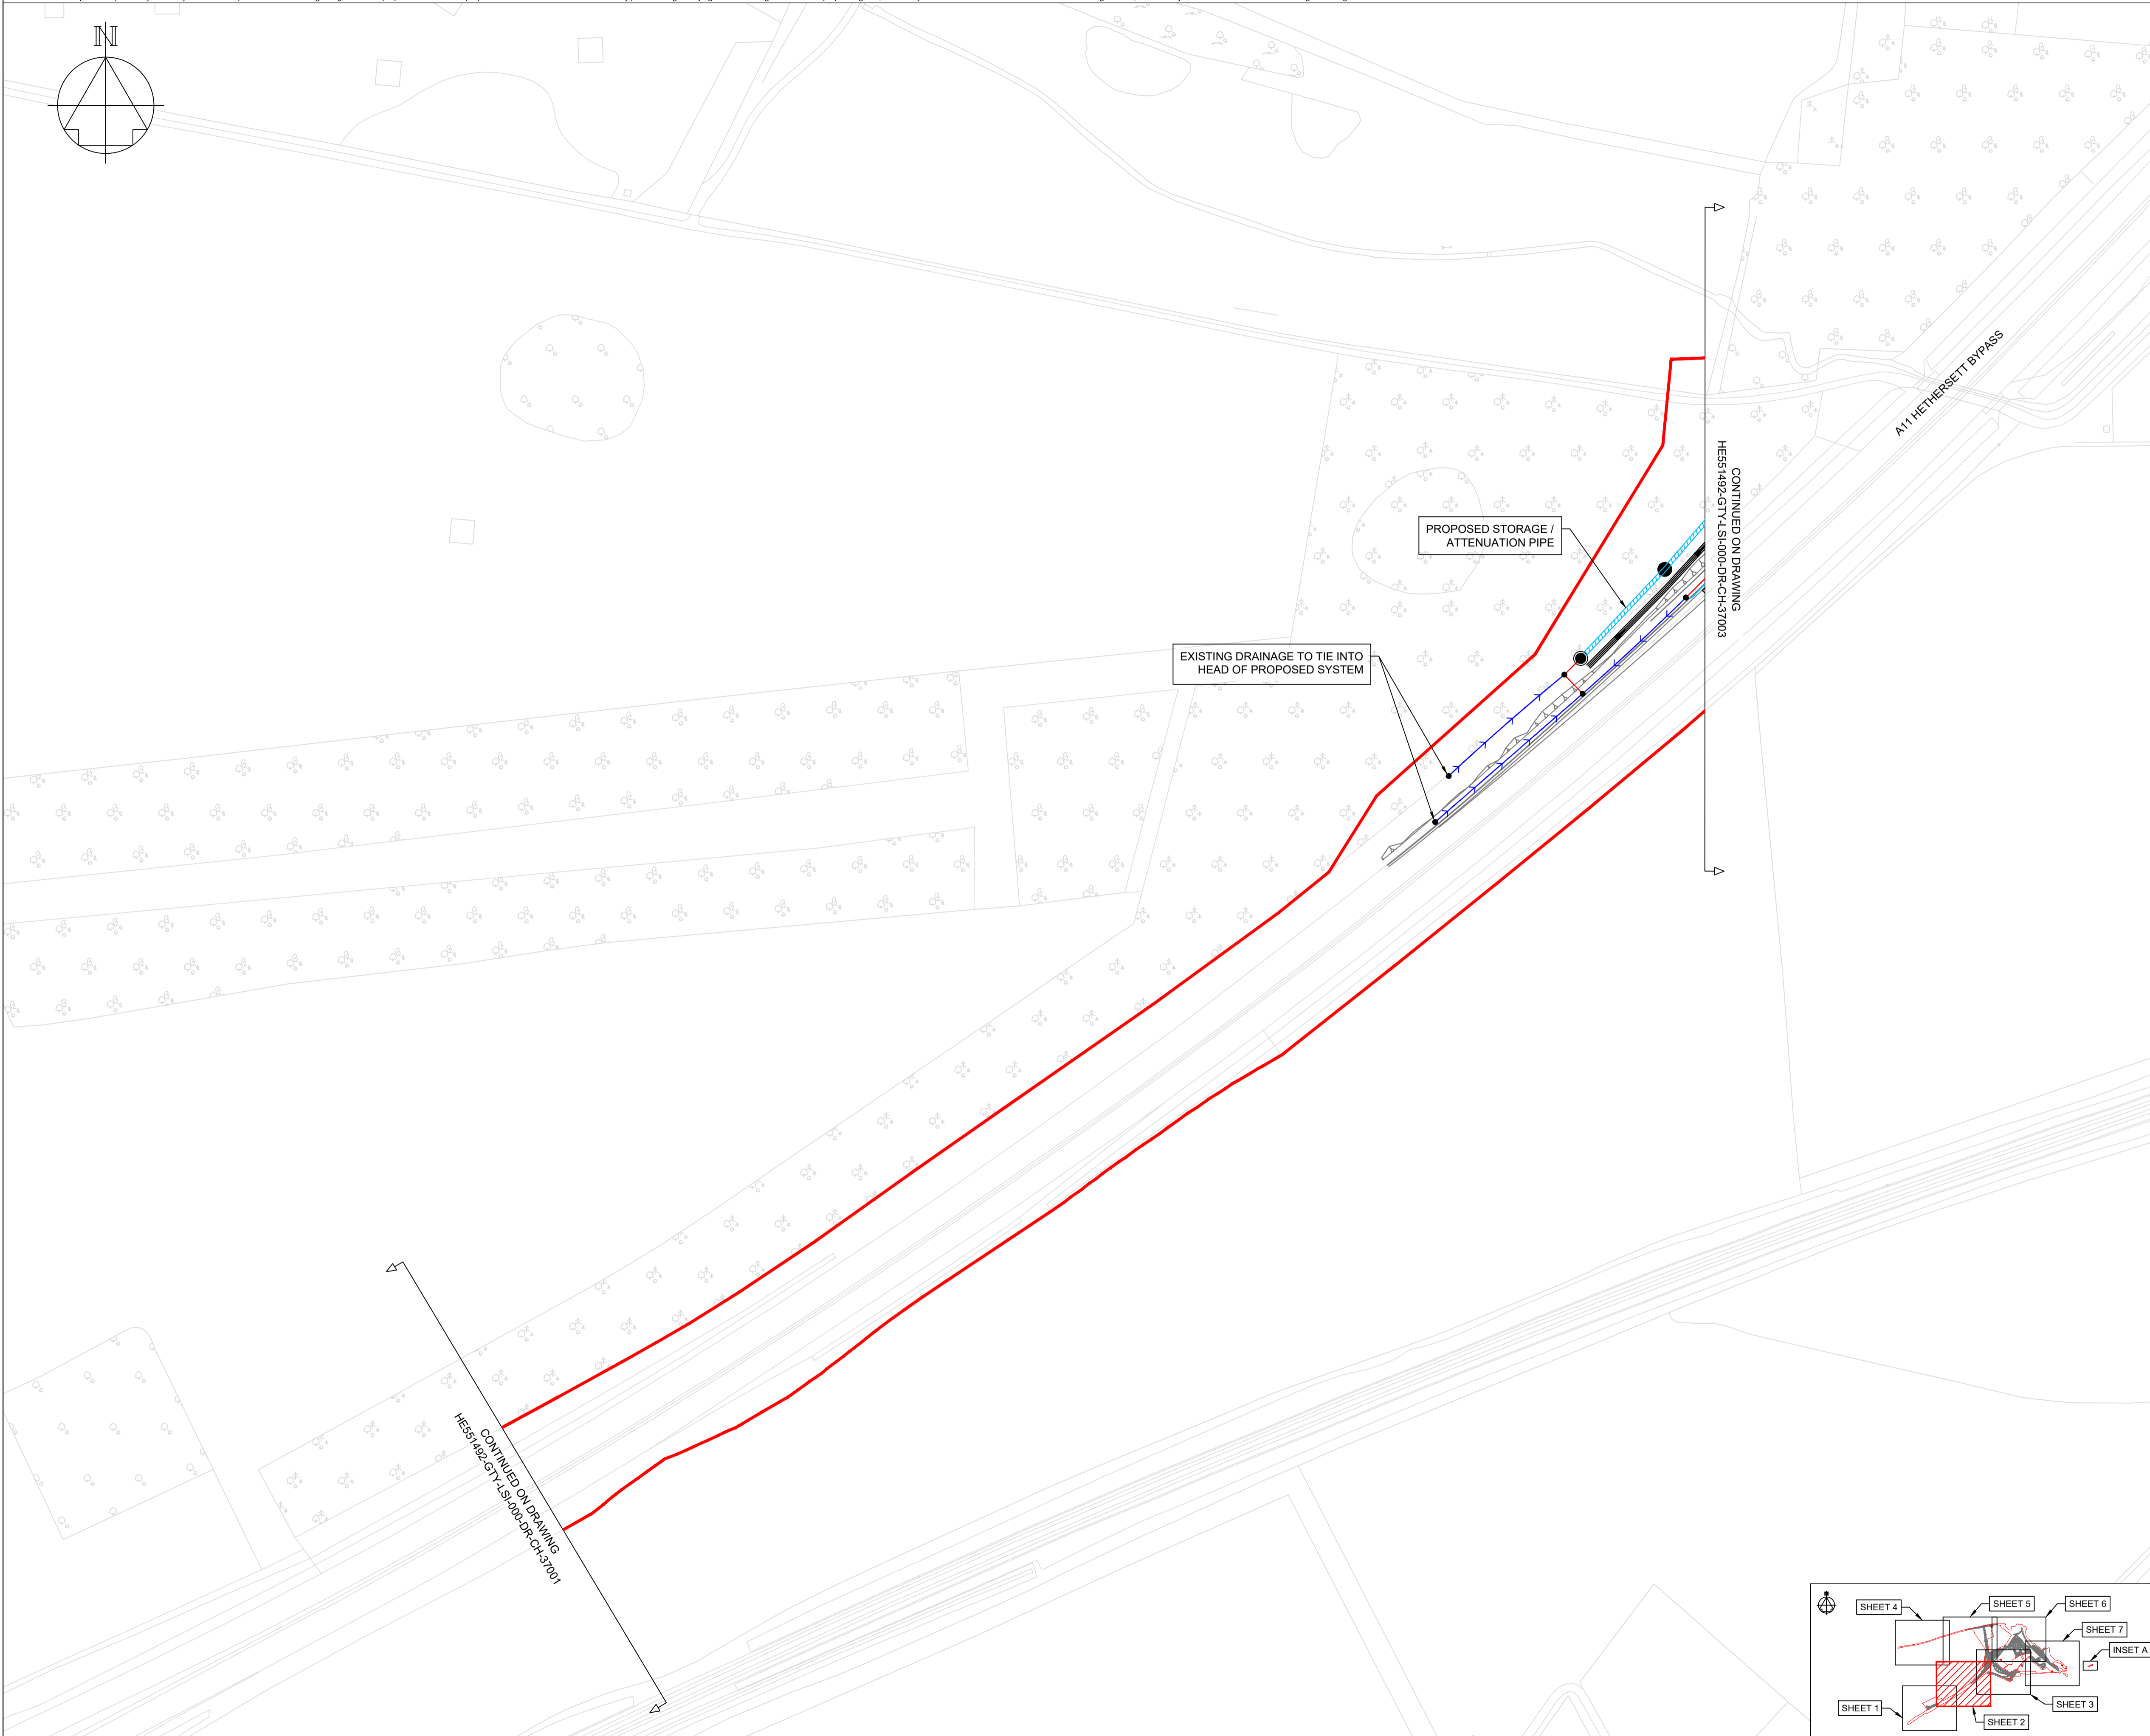 N
A11 HETHERSETT BYPASS
CONTINUED ON DRAWING
HE551492-GTY-LSI-000-DR-CH-37003
PROPOSED STORAGE /
ATTENUATION PIPE
EXISTING DRAINAGE TO TIE INTO
HEAD OF PROPOSED SYSTEM
CONTINUED ON DRAWING
HE551492-GTY-LSI-000-DR-CH-37001
SHEET 4
SHEET 5
SHEET 6
SHEET 7
INSET A
SHEET 1
SHEET 2
SHEET 3